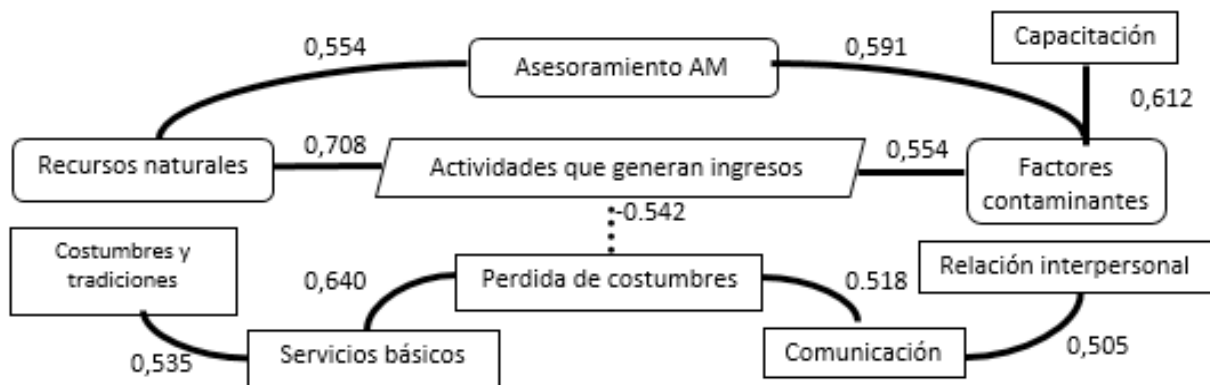 Capacitación
0,554
0,591
Asesoramiento AM
0,612
Recursos naturales
0,708
Actividades que generan ingresos
0,554
Factores
contaminantes
-0.542
Costumbres y
tradiciones
0,640
Perdida de costumbres
0.518
Relación interpersonal
0,535
Servicios básicos
Comunicación
0,505